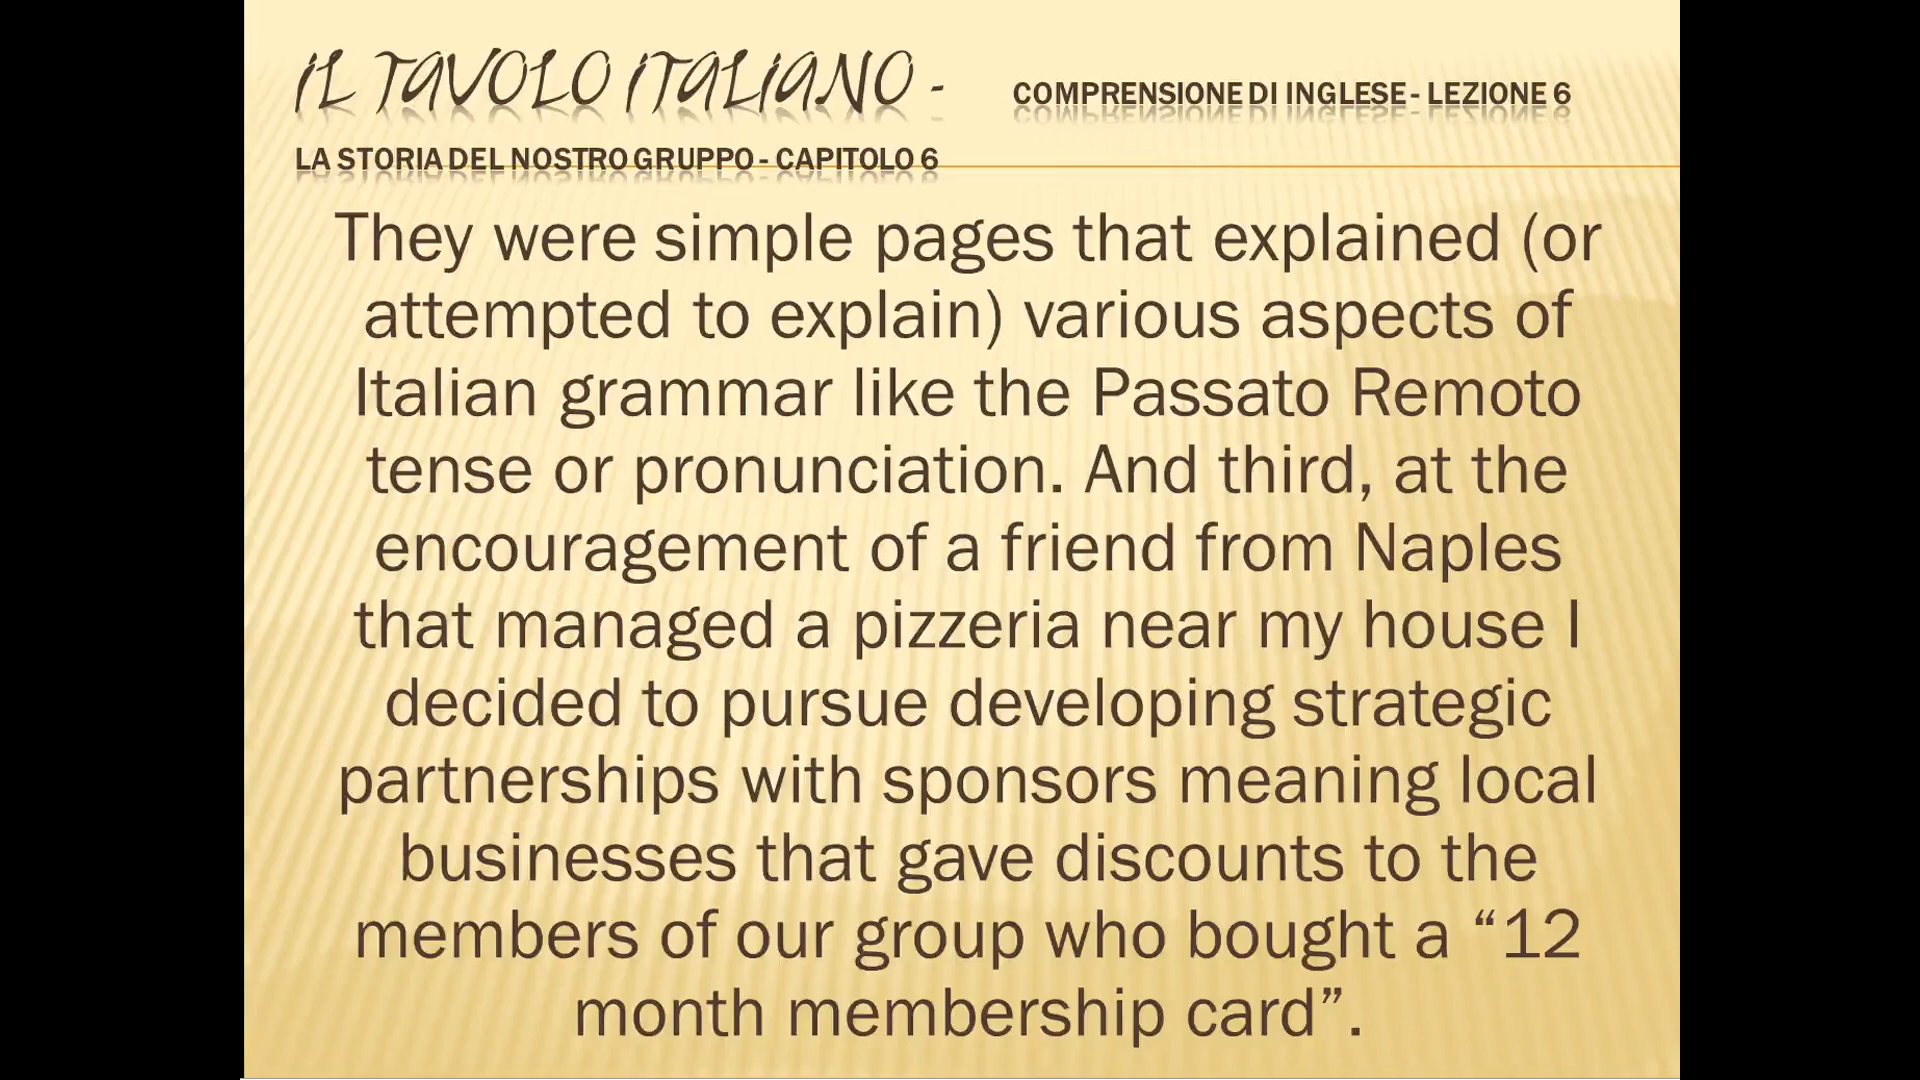 IL TAVOLO ITALIANO - COMPRENSIONE DI INGLESE - LEZIONE 6
LA STORIA DEL NOSTRO GRUPPO - CAPITOLO 6
They were simple pages that explained (or
attempted to explain) various aspects of
Italian grammar like the Passato Remoto
tense or pronunciation. And third, at the
encouragement of a friend from Naples
that managed a pizzeria near my house I
decided to pursue developing strategic
partnerships with sponsors meaning local
businesses that gave discounts to the
members of our group who bought a “12
month membership card”.